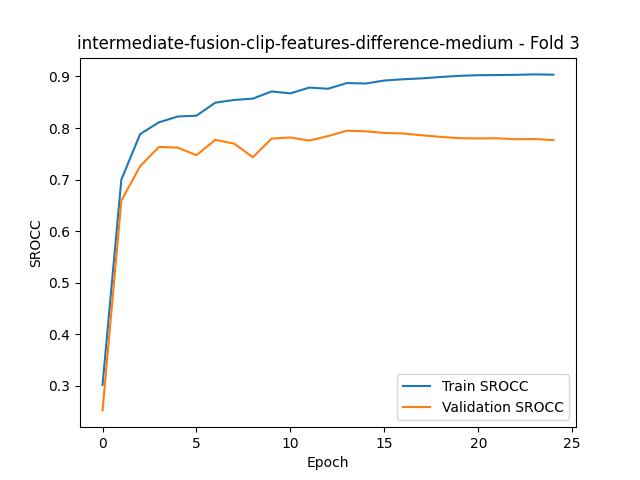 intermediate-fusion-clip-features-difference-medium - Fold 3
0.9
0.8
0.7
0.6
0.5
0.4
0.3
SROCC
0 5 10 15 20 25
Epoch
Train SROCC
Validation SROCC